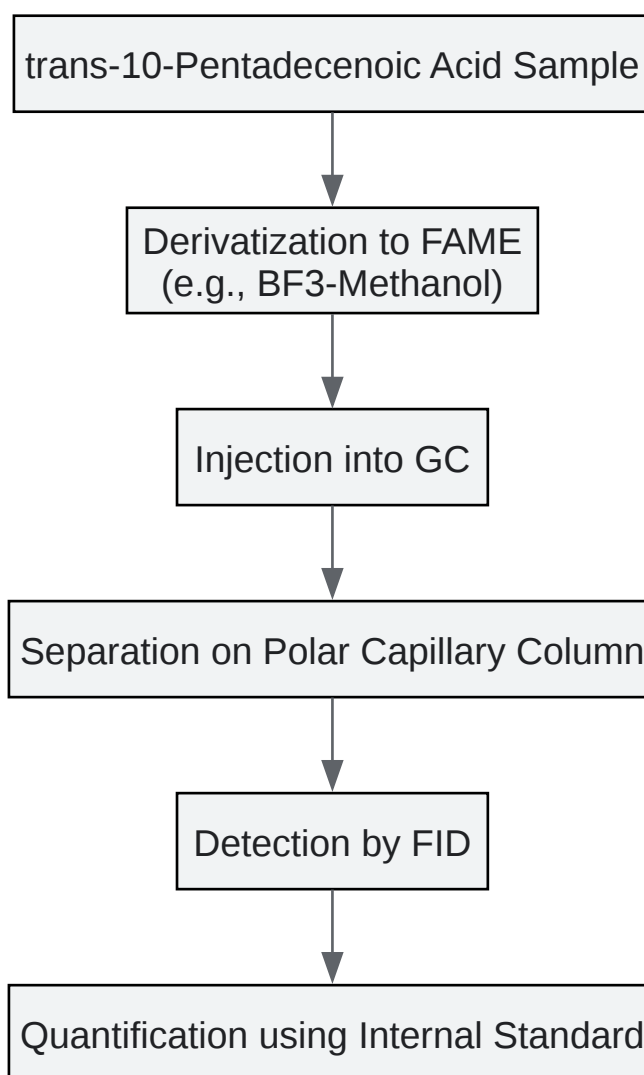 trans-10-Pentadecenoic Acid Sample
Derivatization to FAME
(e.g., BF3-Methanol)
Injection into GC
Separation on Polar Capillary Column
Detection by FID
Quantification using Internal Standard